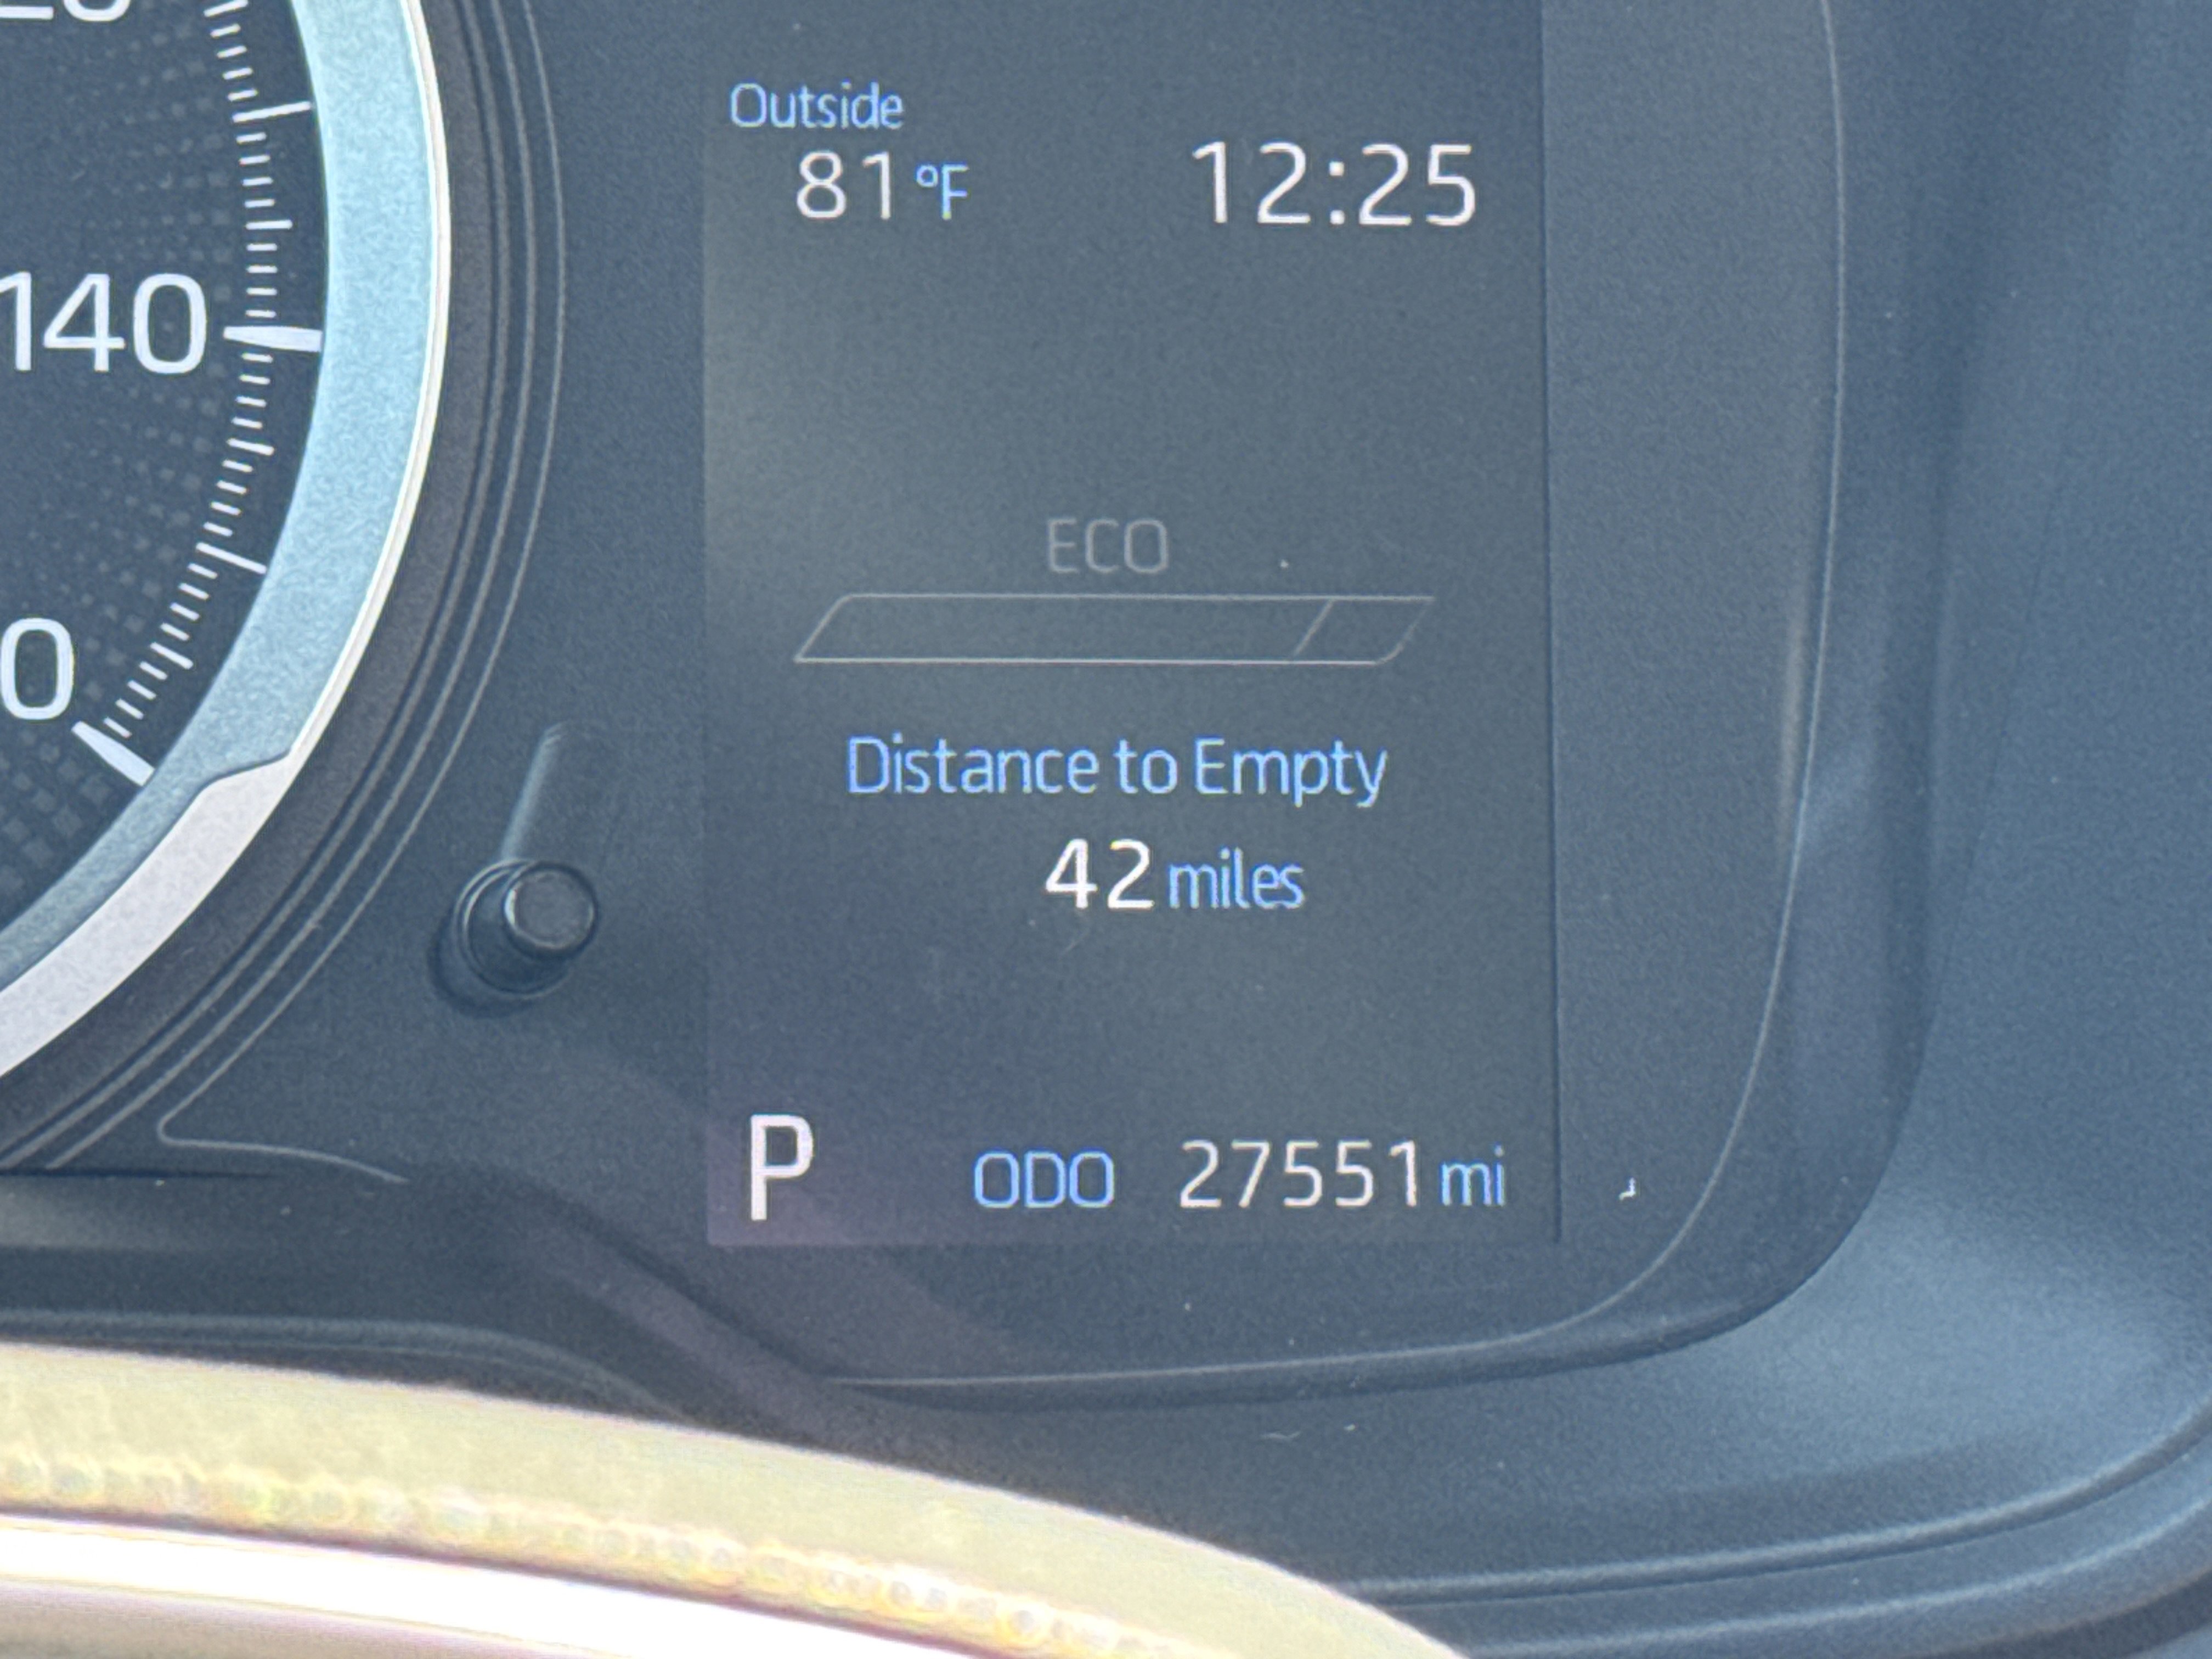 Outside
81 °F 12:25
140
ECO
Distance to Empty
42 miles
P ODO 27551 mi